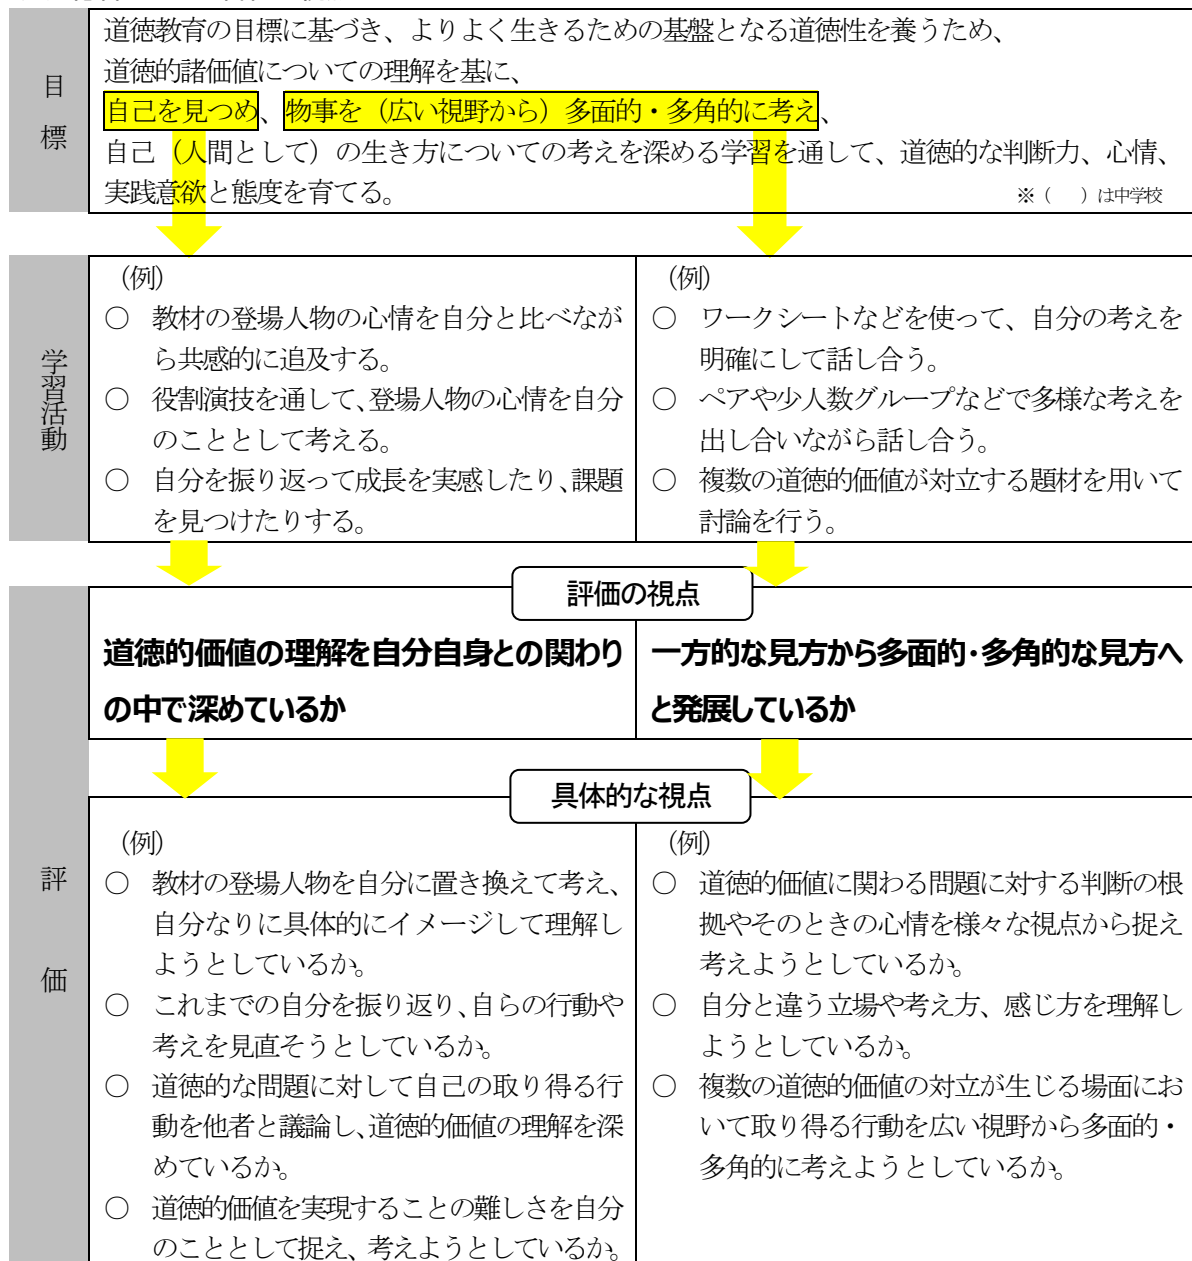 目標
道徳教育の目標に基づき、よりよく生きるための基盤となる道徳性を養うため、
道徳的諸価値についての理解を基に、
自己を見つめ、物事を（広い視野から）多面的・多角的に考え、
自己（人間として）の生き方についての考えを深める学習を通して、道徳的な判断力、心情、
実践意欲と態度を育てる。
※（　）は中学校
学習活動
（例）
○ 教材の登場人物の心情を自分と比べなが
ら共感的に追及する。
○ 役割演技を通して、登場人物の心情を自分
のこととして考える。
○ 自分を振り返って成長を実感したり、課題
を見つけたりする。
（例）
○ ワークシートなどを使って、自分の考えを
明確にして話し合う。
○ ペアや少人数グループなどで多様な考えを
出し合いながら話し合う。
○ 複数の道徳的価値が対立する題材を用いて
討論を行う。
評価
評価の視点
道徳的価値の理解を自分自身との関わり
の中で深めているか
一方的な見方から多面的・多角的な見方へ
と発展しているか
具体的な視点
（例）
○ 教材の登場人物を自分に置き換えて考え、
自分なりに具体的にイメージして理解し
ようとしているか。
○ これまでの自分を振り返り、自らの行動や
考えを見直そうとしているか。
○ 道徳的な問題に対して自己の取り得る行
動を他者と議論し、道徳的価値の理解を深
めているか。
○ 道徳的価値を実現することの難しさを自分
のこととして捉え、考えようとしているか。
（例）
○ 道徳的価値に関わる問題に対する判断の根
拠やそのときの心情を様々な視点から捉え
考えようとしているか。
○ 自分と違う立場や考え方、感じ方を理解し
ようとしているか。
○ 複数の道徳的価値の対立が生じる場面にお
いて取り得る行動を広い視野から多面的・
多角的に考えようとしているか。